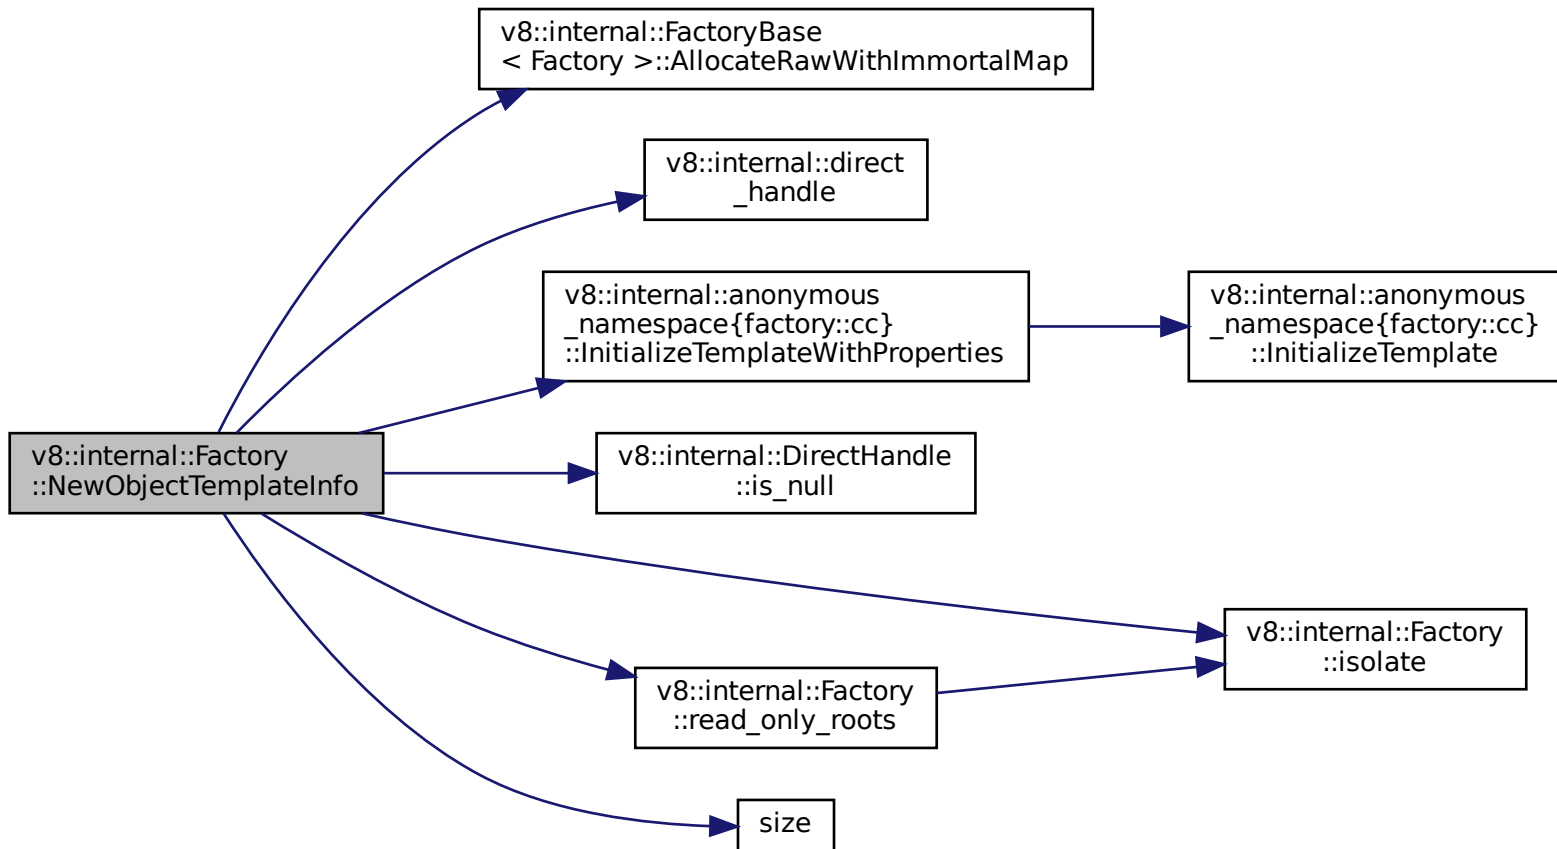 v8::internal::FactoryBase
< Factory >::AllocateRawWithImmortalMap
v8::internal::direct
_handle
v8::internal::anonymous
_namespace{factory::cc}
::InitializeTemplateWithProperties
v8::internal::anonymous
_namespace{factory::cc}
::InitializeTemplate
v8::internal::Factory
::NewObjectTemplateInfo
v8::internal::DirectHandle
::is_null
v8::internal::Factory
::isolate
v8::internal::Factory
::read_only_roots
size